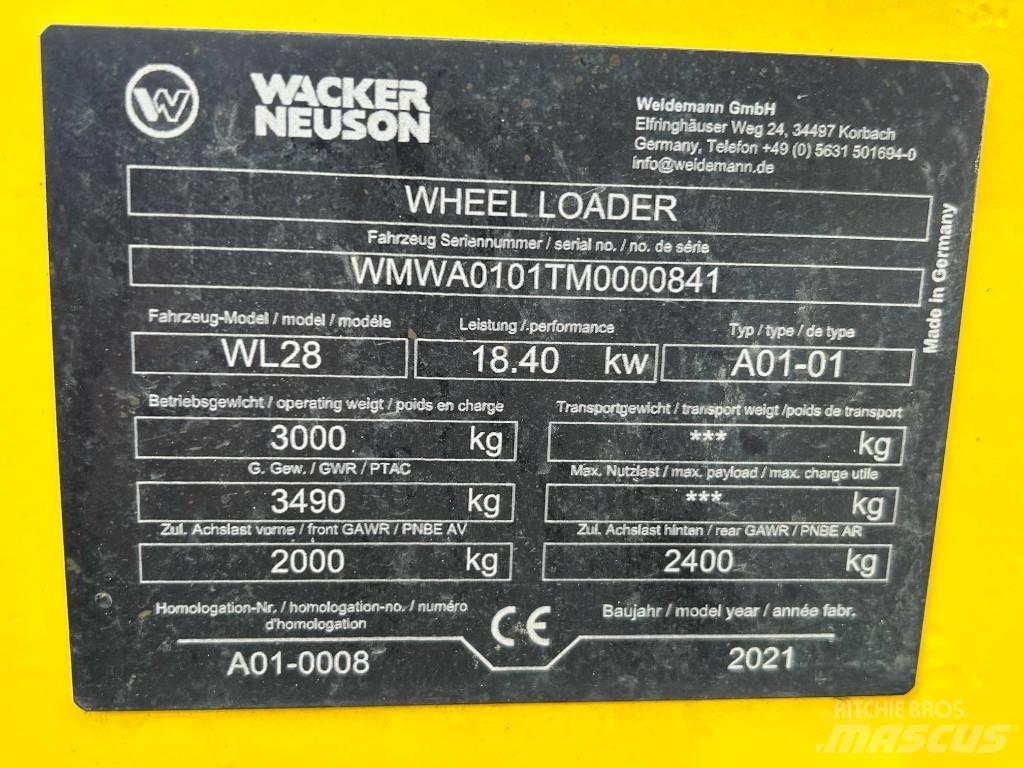 W
WACKER
NEUSON
Weidemann GmbH
Elfringhäuser Weg 24, 34497 Korbach
Germany, Telefon +49 (0) 5631 501694-0
info@weidemann.de
WHEEL LOADER
Fahrzeug Seriennummer / serial no. / no. de série
WMWA0101TM0000841
Made in Germany
Fahrzeug-Model / model / modéle
Leistung / performance
Typ / type / de type
WL28
18.40 kw
A01-01
Betriebsgewicht / operating weigt / poids en charge
Transportgewicht / transport weigt /poids de transport
3000 kg
*** kg
G. Gew. / GWR / PTAC
Max. Nutzlast / max. payload / max. charge utile
3490 kg
*** kg
Zul. Achslast vorne / front GAWR / PNBE AV
Zul. Achslast hinten / rear GAWR / PNBE AR
2000 kg
2400 kg
Homologation-Nr. / homologation-no. / numéro
d'homologation
CE
Baujahr / model year / année fabr.
A01-0008
2021
RITCHIE BROS.
MASCUS